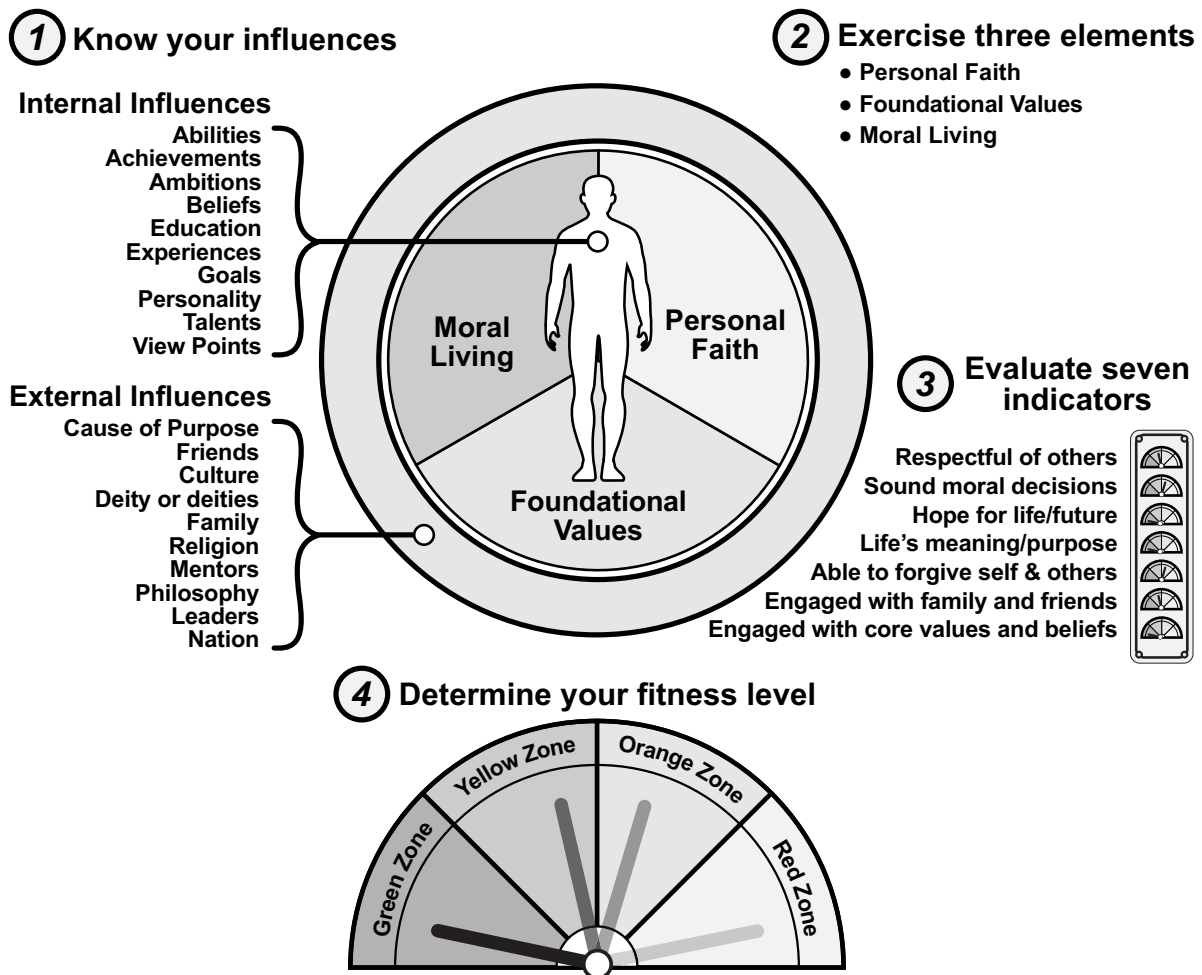 1 Know your influences
Internal Influences
Abilities
Achievements
Ambitions
Beliefs
Education
Experiences
Goals
Personality
Talents
View Points
External Influences
Cause of Purpose
Friends
Culture
Deity or deities
Family
Religion
Mentors
Philosophy
Leaders
Nation
2 Exercise three elements
• Personal Faith
• Foundational Values
• Moral Living
Moral
Living
Personal
Faith
Foundational
Values
3 Evaluate seven
indicators
Respectful of others
Sound moral decisions
Hope for life/future
Life's meaning/purpose
Able to forgive self & others
Engaged with family and friends
Engaged with core values and beliefs
4 Determine your fitness level
Green Zone
Yellow Zone
Orange Zone
Red Zone